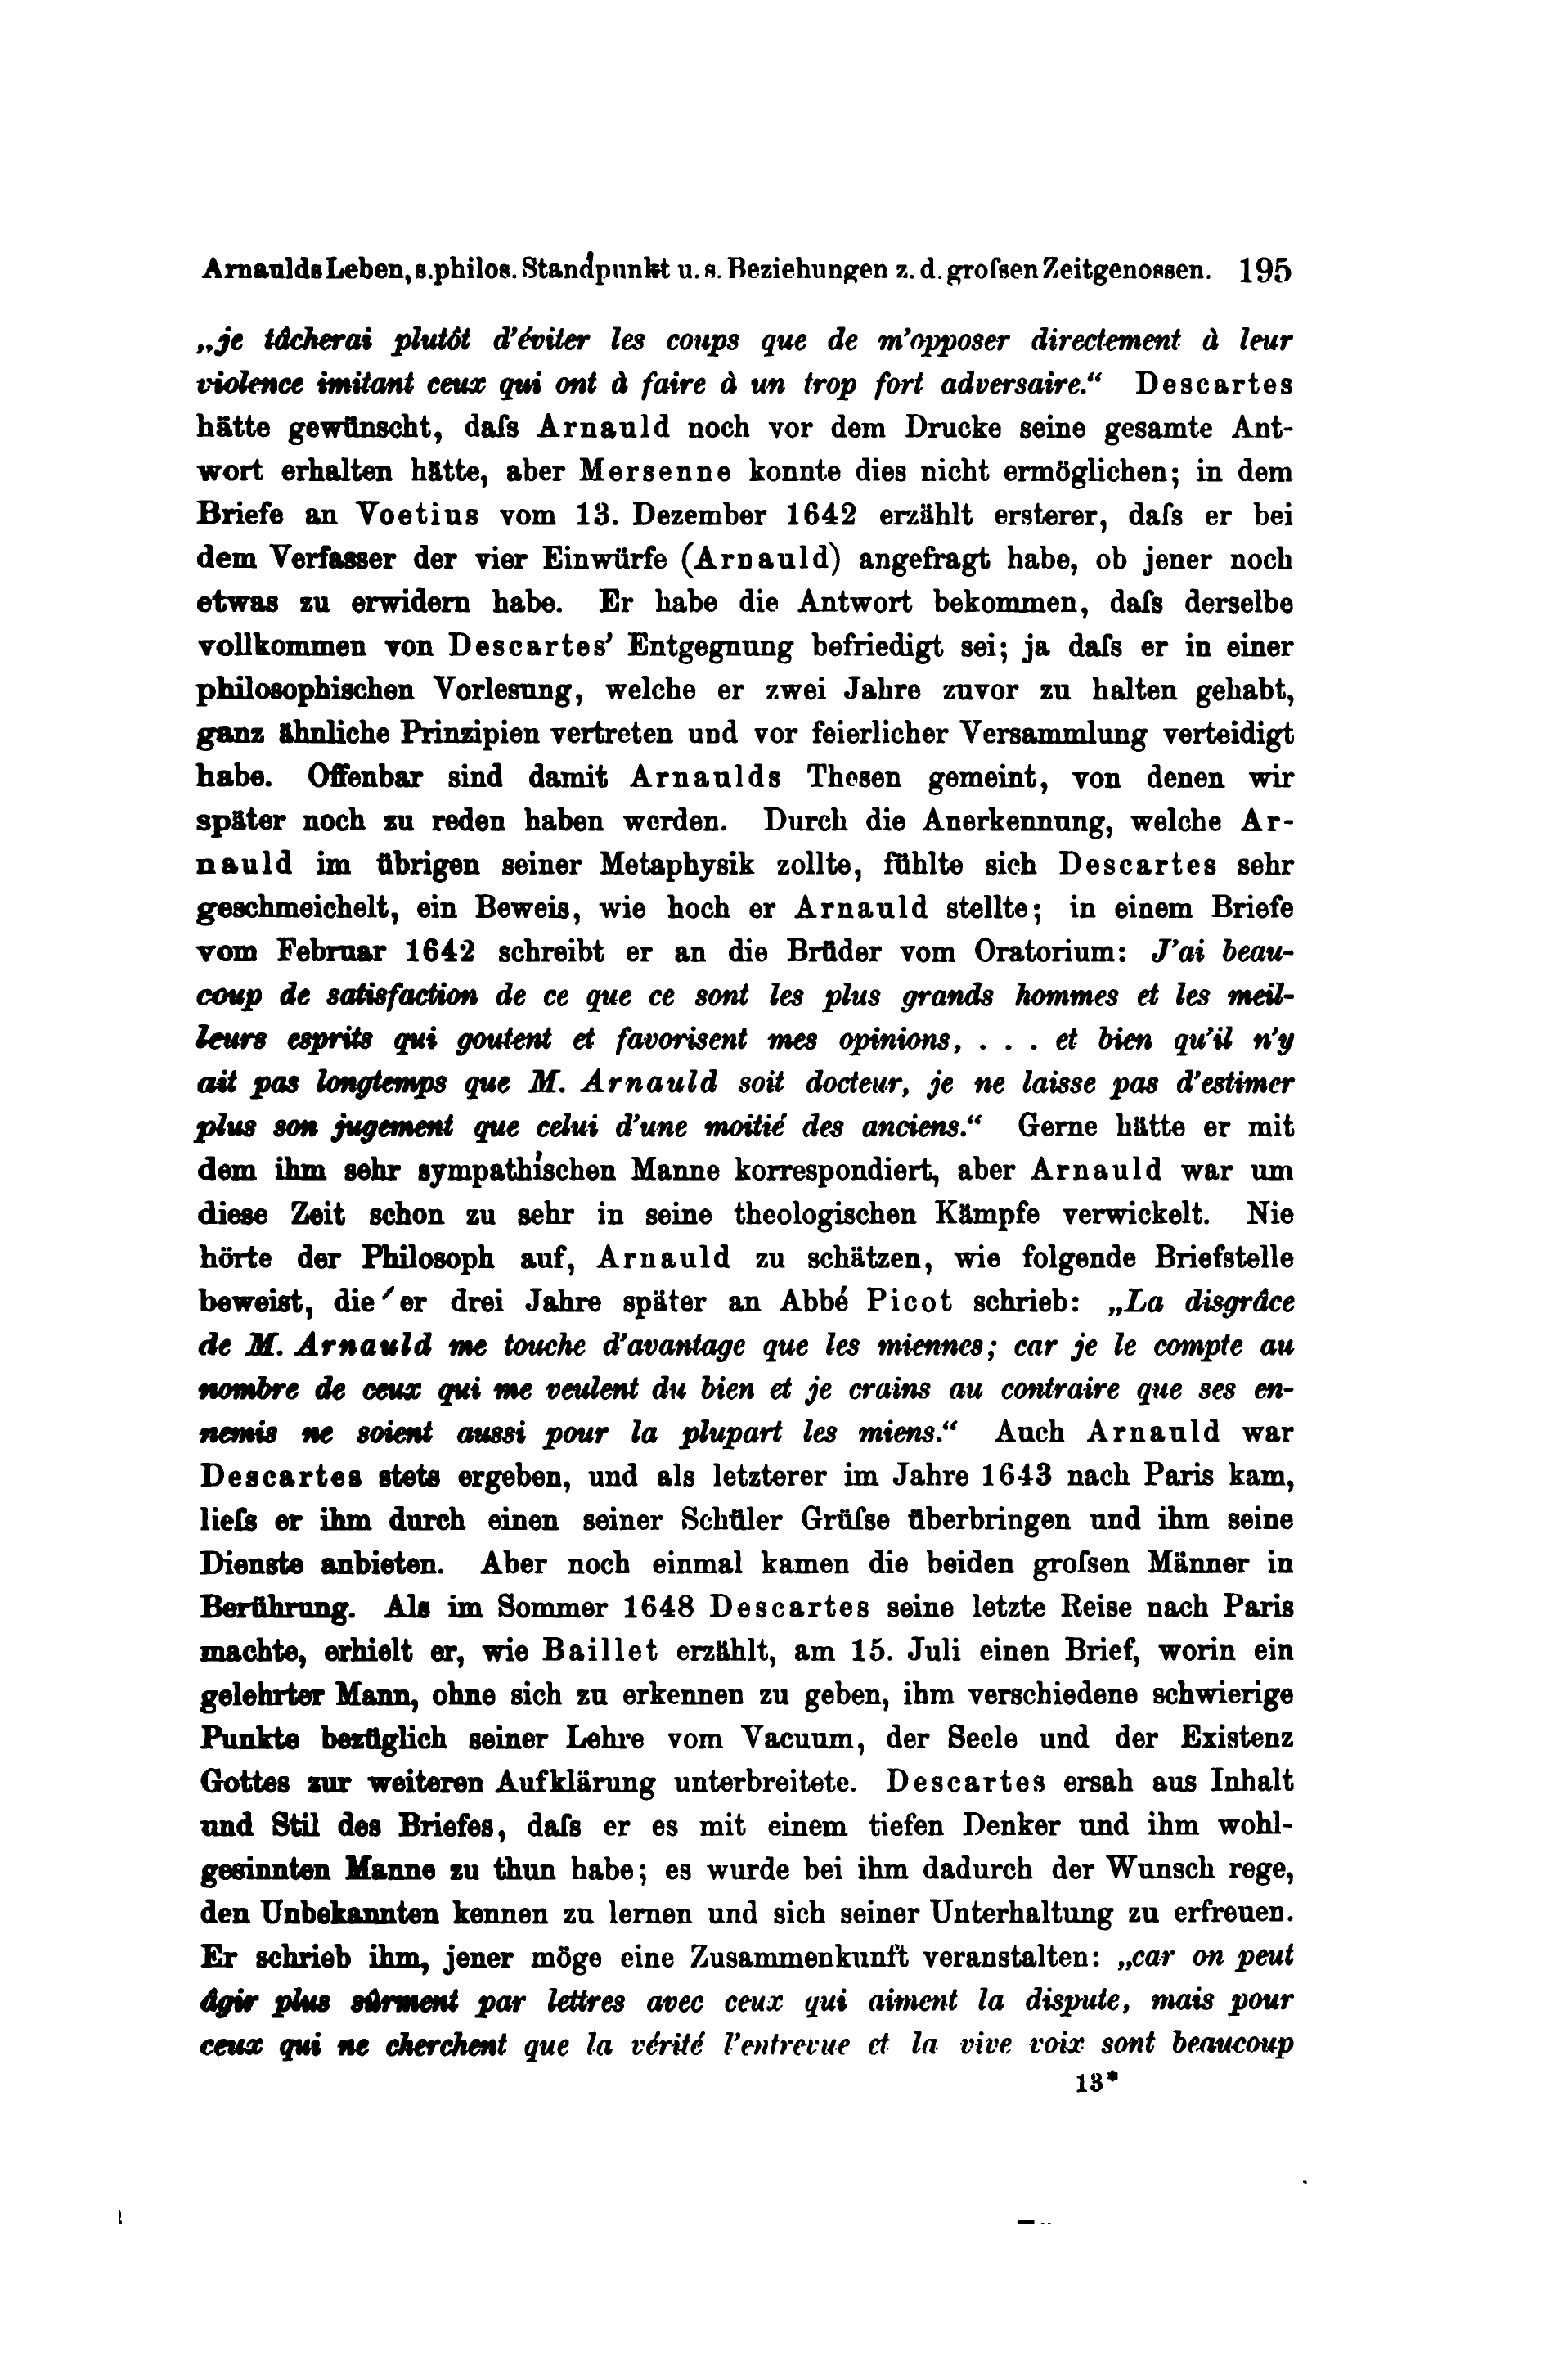 Arnaulds Leben, s. philos. Standpunkt u. s. Beziehungen z. d. groſsen Zeitgenossen. 195
„je tâcherai plutôt d'éviter les coups que de m'opposer directement à leur
violence imitant ceux qui ont à faire à un trop fort adversaire.“ Descartes
hätte gewünscht, daſs Arnauld noch vor dem Drucke seine gesamte Ant-
wort erhalten hätte, aber Mersenne konnte dies nicht ermöglichen; in dem
Briefe an Voetius vom 13. Dezember 1642 erzählt ersterer, daſs er bei
dem Verfasser der vier Einwürfe (Arnauld) angefragt habe, ob jener noch
etwas zu erwidern habe. Er habe die Antwort bekommen, daſs derselbe
vollkommen von Descartes' Entgegnung befriedigt sei; ja daſs er in einer
philosophischen Vorlesung, welche er zwei Jahre zuvor zu halten gehabt,
ganz ähnliche Prinzipien vertreten und vor feierlicher Versammlung verteidigt
habe. Offenbar sind damit Arnaulds Thesen gemeint, von denen wir
später noch zu reden haben werden. Durch die Anerkennung, welche Ar-
nauld im übrigen seiner Metaphysik zollte, fühlte sich Descartes sehr
geschmeichelt, ein Beweis, wie hoch er Arnauld stellte; in einem Briefe
vom Februar 1642 schreibt er an die Brüder vom Oratorium: J'ai beau-
coup de satisfaction de ce que ce sont les plus grands hommes et les meil-
leurs esprits qui goutent et favorisent mes opinions, . . . et bien qu'il n'y
ait pas longtemps que M. Arnauld soit docteur, je ne laisse pas d'estimer
plus son jugement que celui d'une moitié des anciens.“ Gerne hätte er mit
dem ihm sehr sympathischen Manne korrespondiert, aber Arnauld war um
diese Zeit schon zu sehr in seine theologischen Kämpfe verwickelt. Nie
hörte der Philosoph auf, Arnauld zu schätzen, wie folgende Briefstelle
beweist, die er drei Jahre später an Abbé Picot schrieb: „La disgrâce
de M. Arnauld me touche d'avantage que les miennes; car je le compte au
nombre de ceux qui me veulent du bien et je crains au contraire que ses en-
nemis ne soient aussi pour la plupart les miens.“ Auch Arnauld war
Descartes stets ergeben, und als letzterer im Jahre 1643 nach Paris kam,
lieſs er ihm durch einen seiner Schüler Grüſse überbringen und ihm seine
Dienste anbieten. Aber noch einmal kamen die beiden groſsen Männer in
Berührung. Als im Sommer 1648 Descartes seine letzte Reise nach Paris
machte, erhielt er, wie Baillet erzählt, am 15. Juli einen Brief, worin ein
gelehrter Mann, ohne sich zu erkennen zu geben, ihm verschiedene schwierige
Punkte bezüglich seiner Lehre vom Vacuum, der Seele und der Existenz
Gottes zur weiteren Aufklärung unterbreitete. Descartes ersah aus Inhalt
und Stil des Briefes, daſs er es mit einem tiefen Denker und ihm wohl-
gesinnten Manne zu thun habe; es wurde bei ihm dadurch der Wunsch rege,
den Unbekannten kennen zu lernen und sich seiner Unterhaltung zu erfreuen.
Er schrieb ihm, jener möge eine Zusammenkunft veranstalten: „car on peut
âgir plus sûrment par lettres avec ceux qui aiment la dispute, mais pour
ceux qui ne cherchent que la vérité l'entrevue et la vive voix sont beaucoup
13*